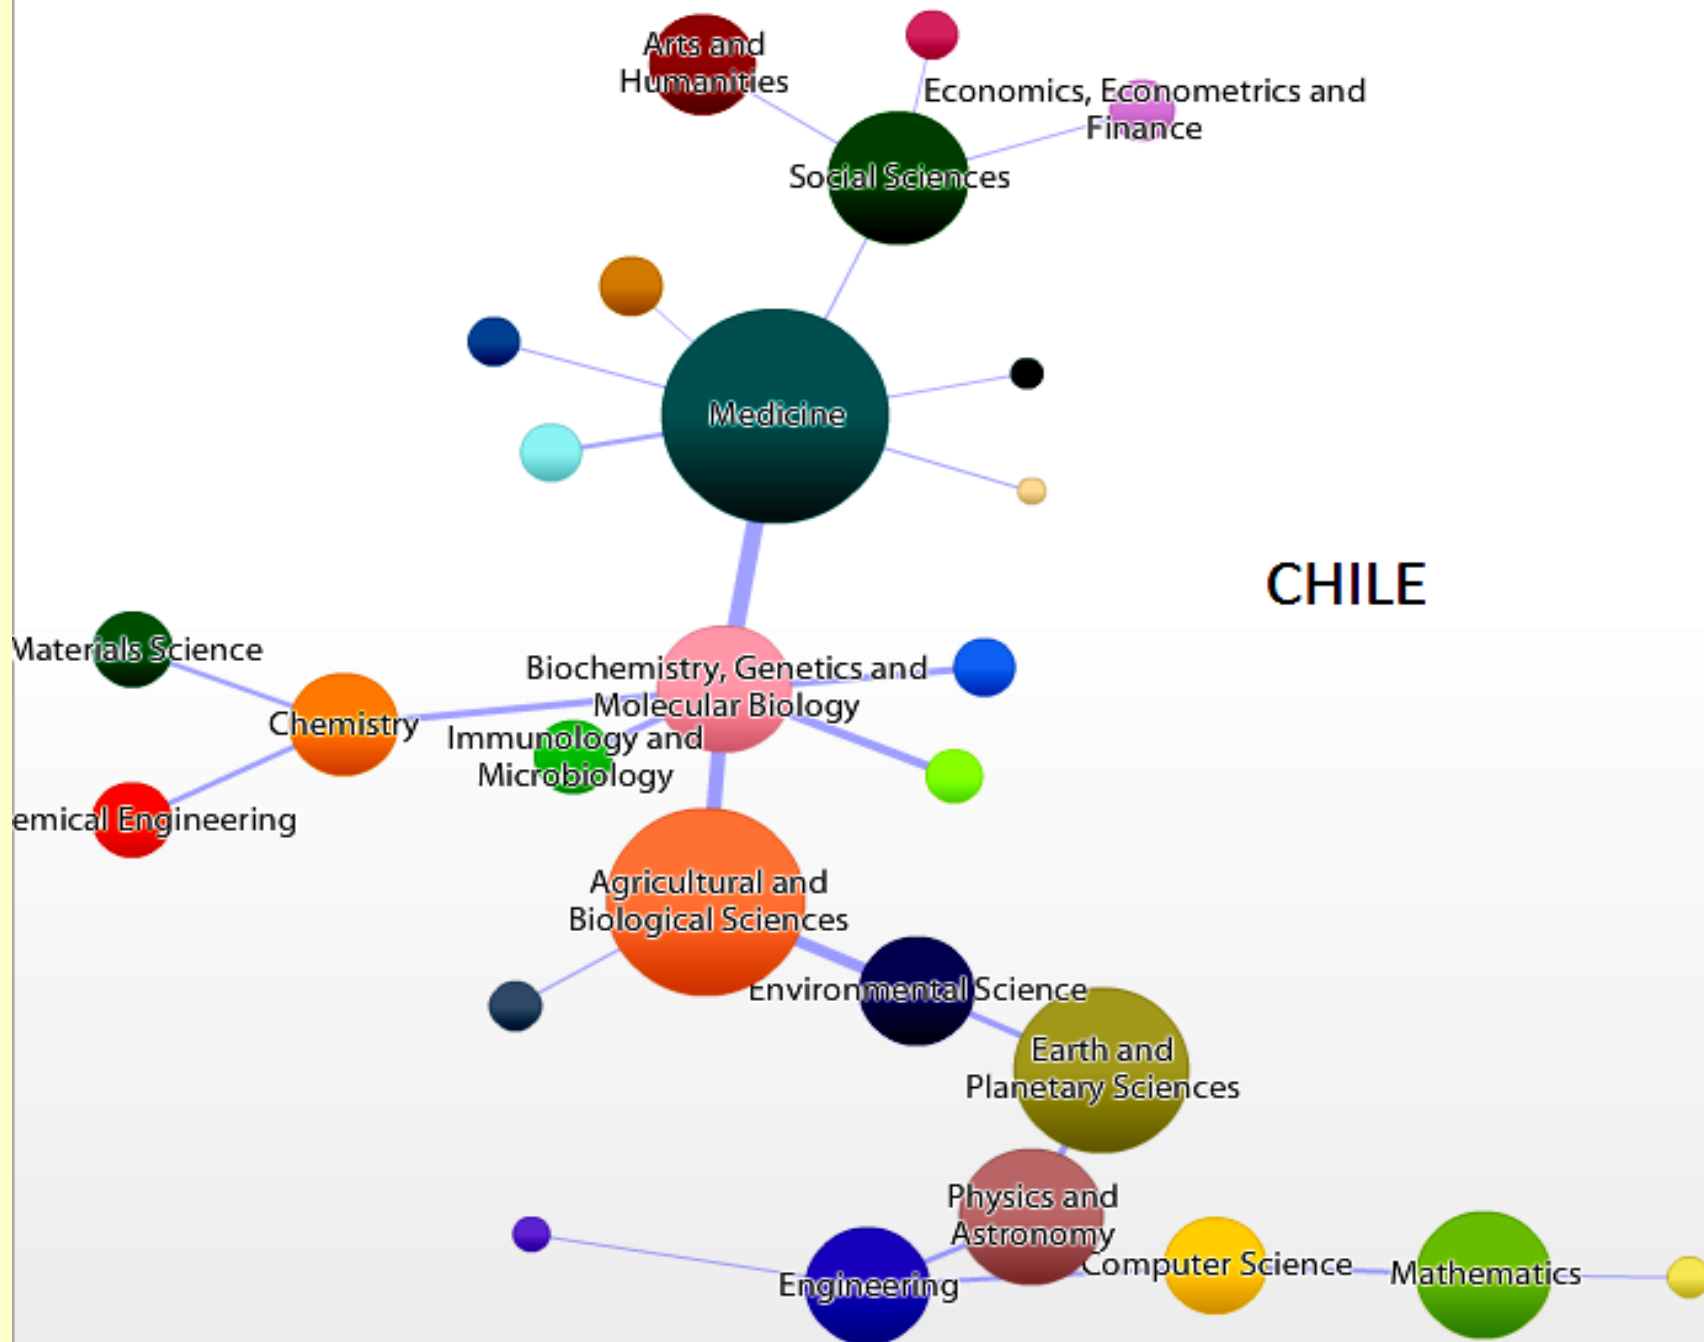 Arts and
Humanities
Economics, Econometrics and
Finance
Social Sciences
Medicine
CHILE
Materials Science
Biochemistry, Genetics and
Molecular Biology
Chemistry
Immunology and
Microbiology
emical Engineering
Agricultural and
Biological Sciences
Environmental Science
Earth and
Planetary Sciences
Physics and
Astronomy
Computer Science
Mathematics
Engineering